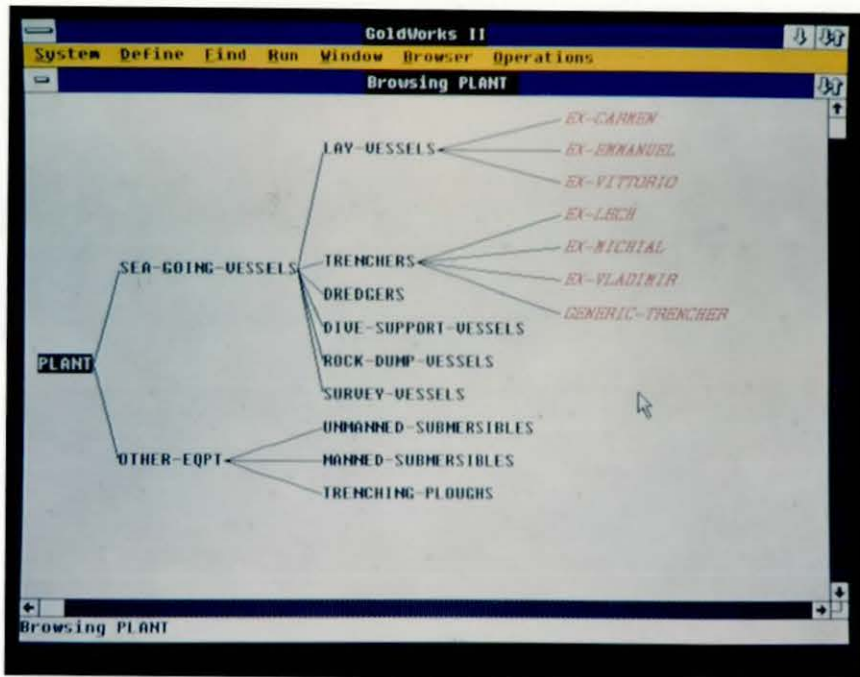 GoldWorks II
System Define Find Run Window Browser Operations
Browsing PLANT
EX-CARMEN
LAY-VESSELS
EX-EMMANUEL
EX-VITTORIO
EX-LECH
EX-MICHIAL
SEA-GOING-VESSELS
TRENCHERS
EX-VLADIMIR
DREDGERS
GENERIC-TRENCHER
DIVE-SUPPORT-VESSELS
PLANT
ROCK-DUMP-VESSELS
SURVEY-VESSELS
UNMANNED-SUBMERSIBLES
OTHER-EQPT
MANNED-SUBMERSIBLES
TRENCHING-PLOUGHS
Browsing PLANT